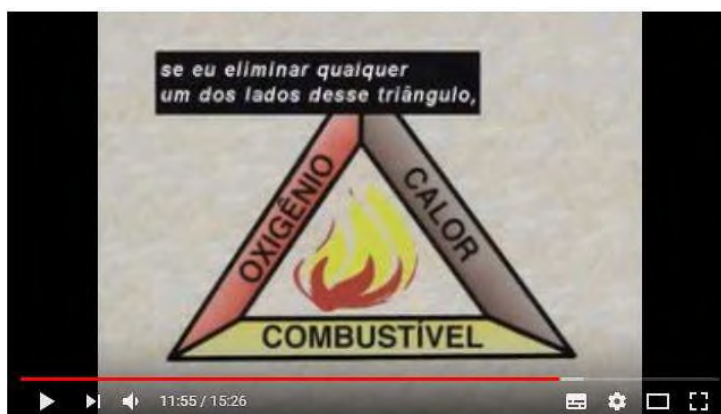 se eu eliminar qualquer
um dos lados desse triângulo,
OXIGÊNIO
CALOR
COMBUSTÍVEL
11:55 / 15:26